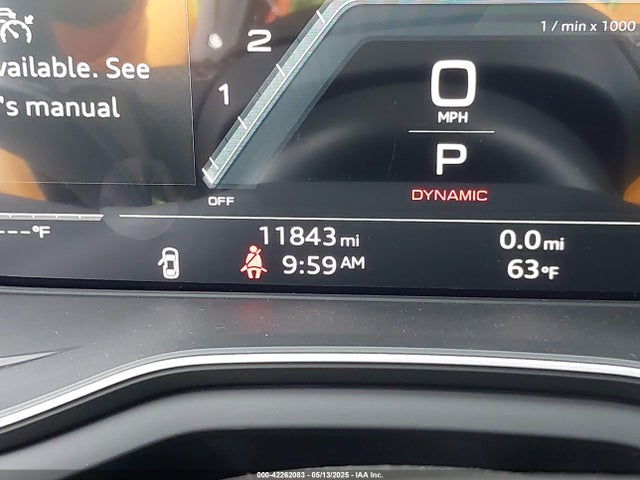 1 / min x 1000
vailable. See
's manual
2
1
0
MPH
P
DYNAMIC
OFF
---°F
11843 mi
0.0 mi
9:59 AM
63°F
000-42262083 - 05/13/2025 - IAA Inc.